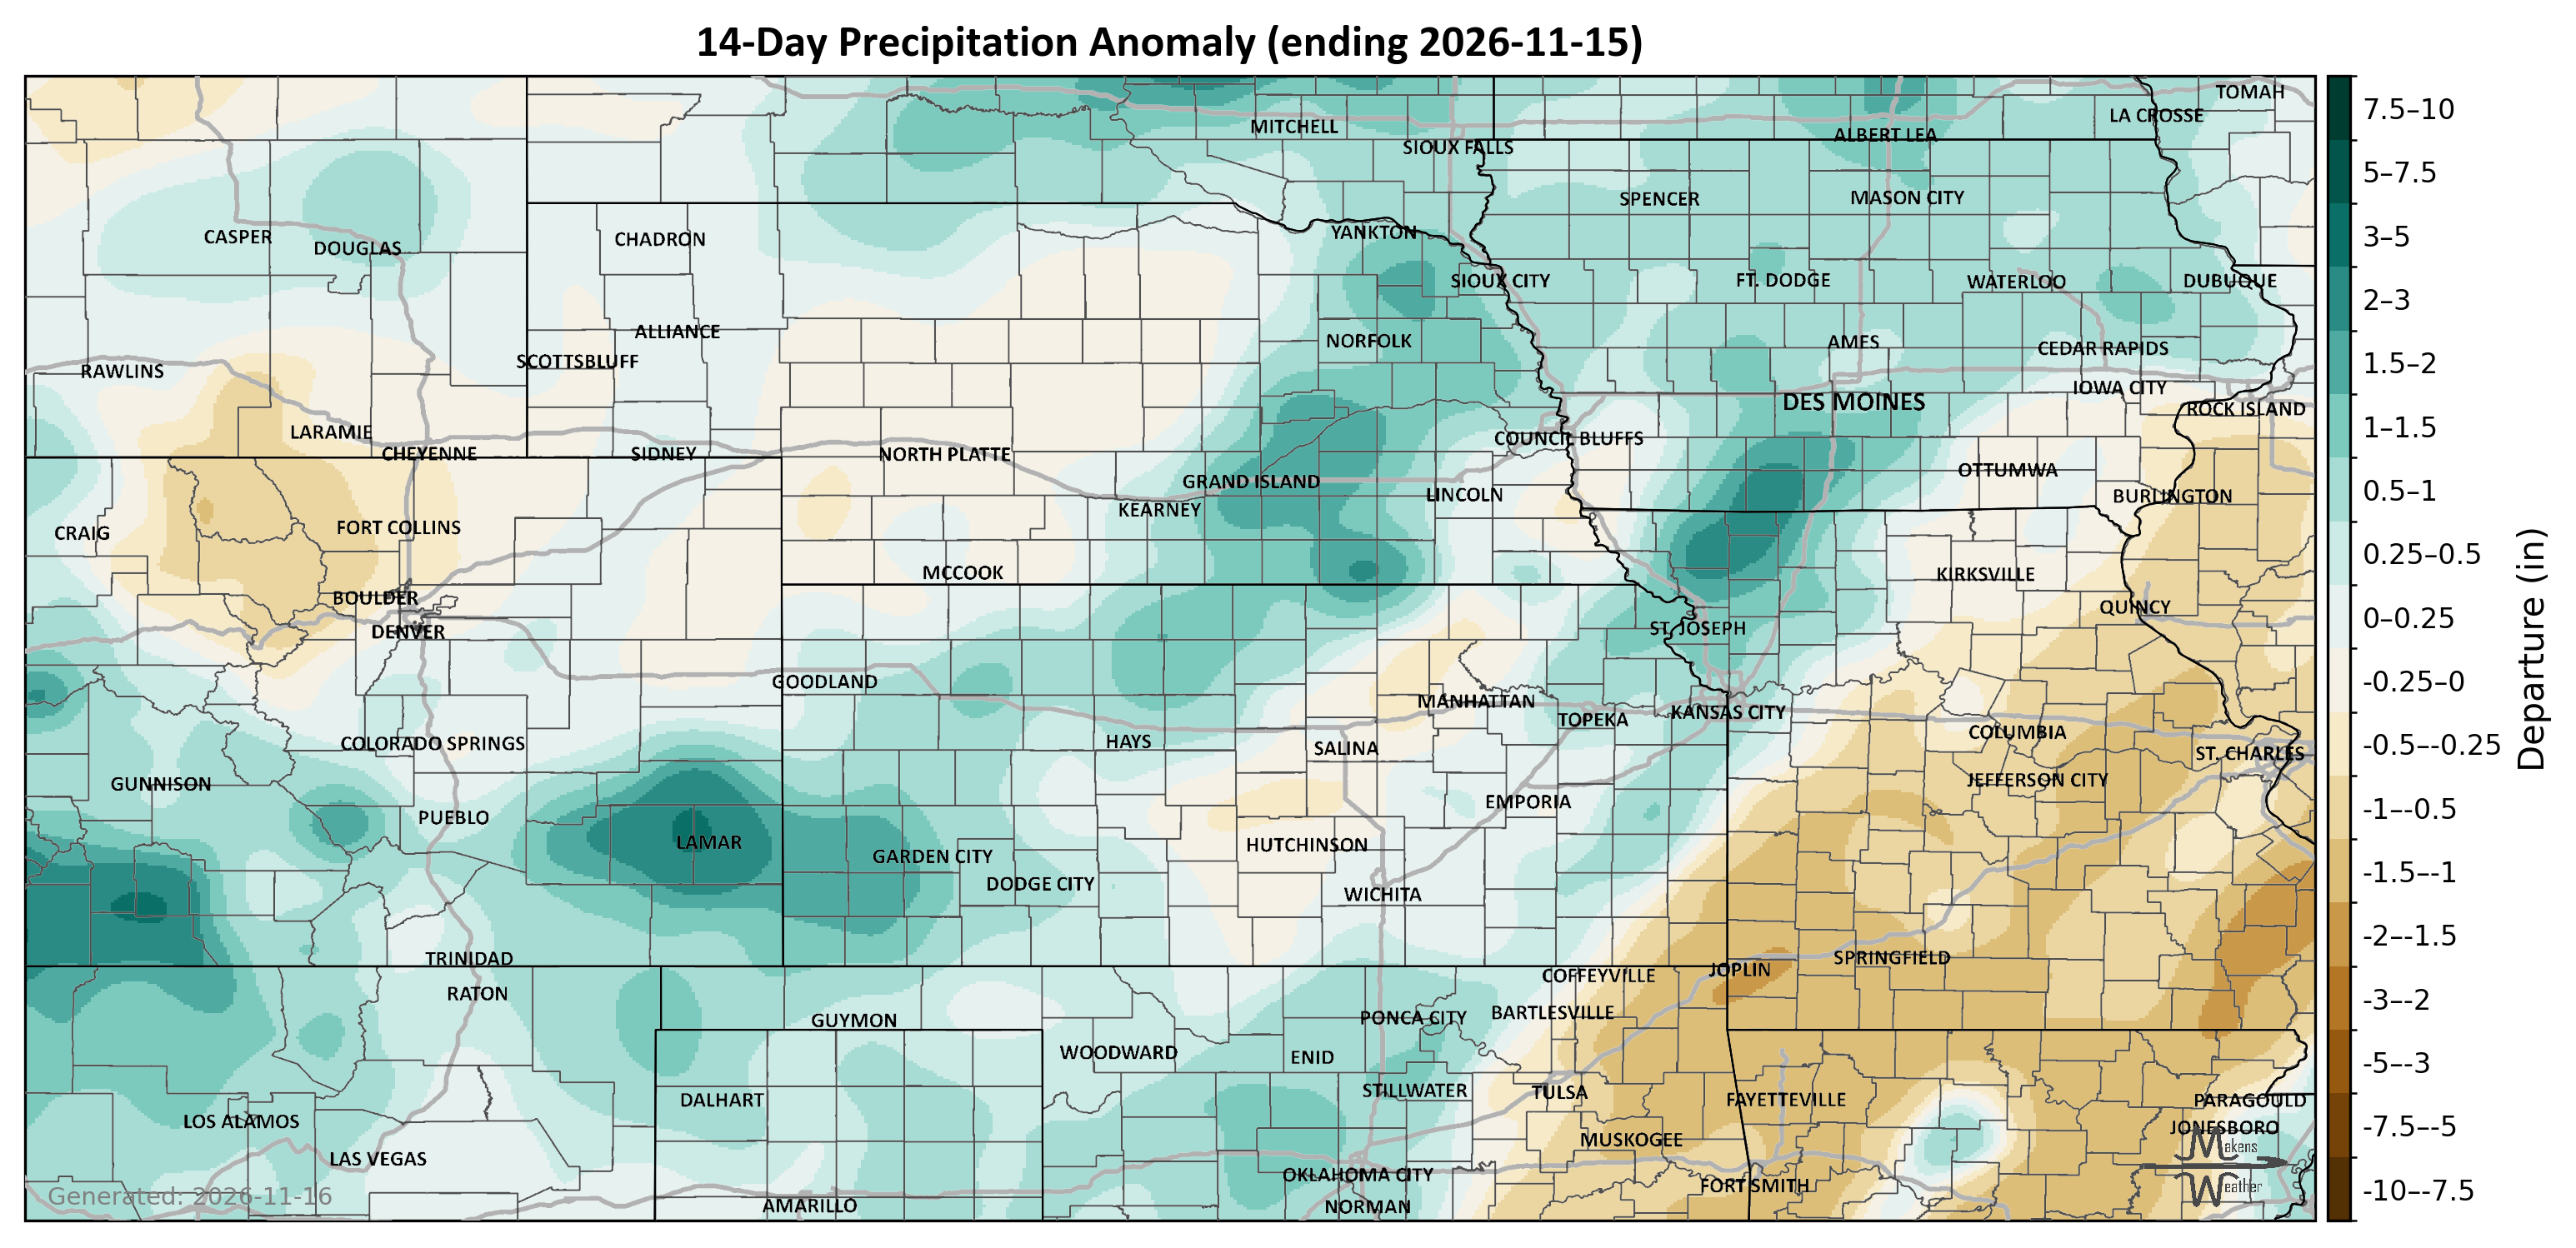 14-Day Precipitation Anomaly (ending 2026-11-15)
TOMAH
LA CROSSE
MITCHELL
ALBERT LEA
SIOUX FALLS
SPENCER
MASON CITY
CASPER
DOUGLAS
CHADRON
YANKTON
SIOUX CITY
FT. DODGE
WATERLOO
DUBUQUE
ALLIANCE
NORFOLK
AMES
CEDAR RAPIDS
SCOTTSBLUFF
RAWLINS
IOWA CITY
DES MOINES
ROCK ISLAND
LARAMIE
COUNCIL BLUFFS
CHEYENNE
SIDNEY
NORTH PLATTE
OTTUMWA
GRAND ISLAND
LINCOLN
BURLINGTON
KEARNEY
CRAIG
FORT COLLINS
MCCOOK
KIRKSVILLE
BOULDER
QUINCY
DENVER
ST. JOSEPH
GOODLAND
MANHATTAN
KANSAS CITY
TOPEKA
COLUMBIA
COLORADO SPRINGS
HAYS
SALINA
ST. CHARLES
GUNNISON
JEFFERSON CITY
EMPORIA
PUEBLO
LAMAR
HUTCHINSON
GARDEN CITY
DODGE CITY
WICHITA
TRINIDAD
SPRINGFIELD
JOPLIN
COFFEYVILLE
RATON
BARTLESVILLE
GUYMON
PONCA CITY
WOODWARD
ENID
STILLWATER
TULSA
DALHART
FAYETTEVILLE
PARAGOULD
LOS ALAMOS
JONESBORO
MUSKOGEE
LAS VEGAS
OKLAHOMA CITY
FORT SMITH
AMARILLO
NORMAN
Makens
Weather
Generated: 2026-11-16
7.5–10
5–7.5
3–5
2–3
1.5–2
1–1.5
0.5–1
0.25–0.5
0–0.25
-0.25–0
-0.5–-0.25
-1–-0.5
-1.5–-1
-2–-1.5
-3–-2
-5–-3
-7.5–-5
-10–-7.5
Departure (in)